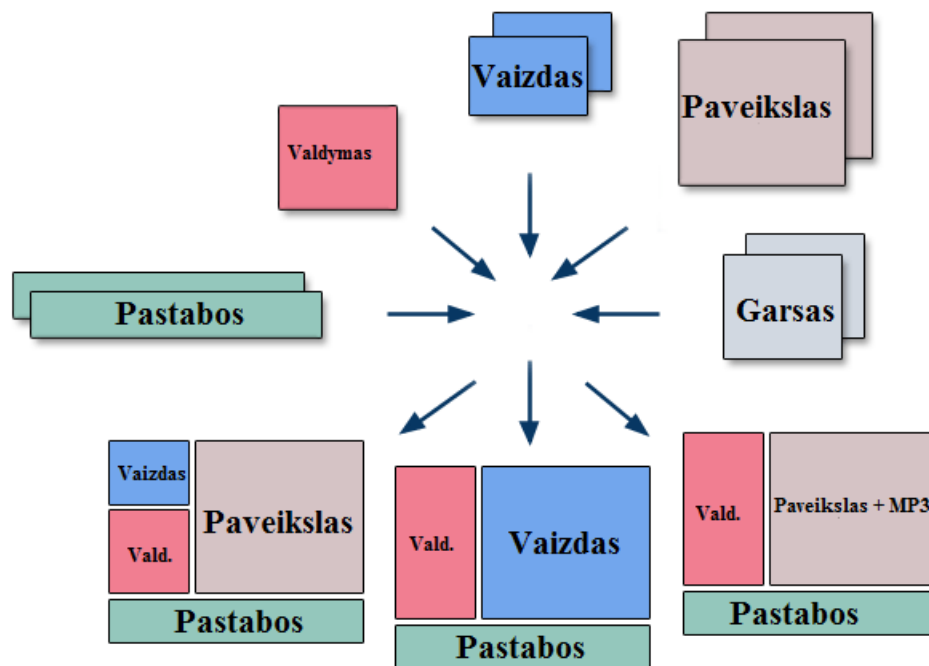 Vaizdas
Paveikslas
Valdymas
Pastabos
Garsas
Vaizdas
Vald.
Paveikslas
Pastabos
Vald.
Vaizdas
Pastabos
Vald.
Paveikslas + MP3
Pastabos